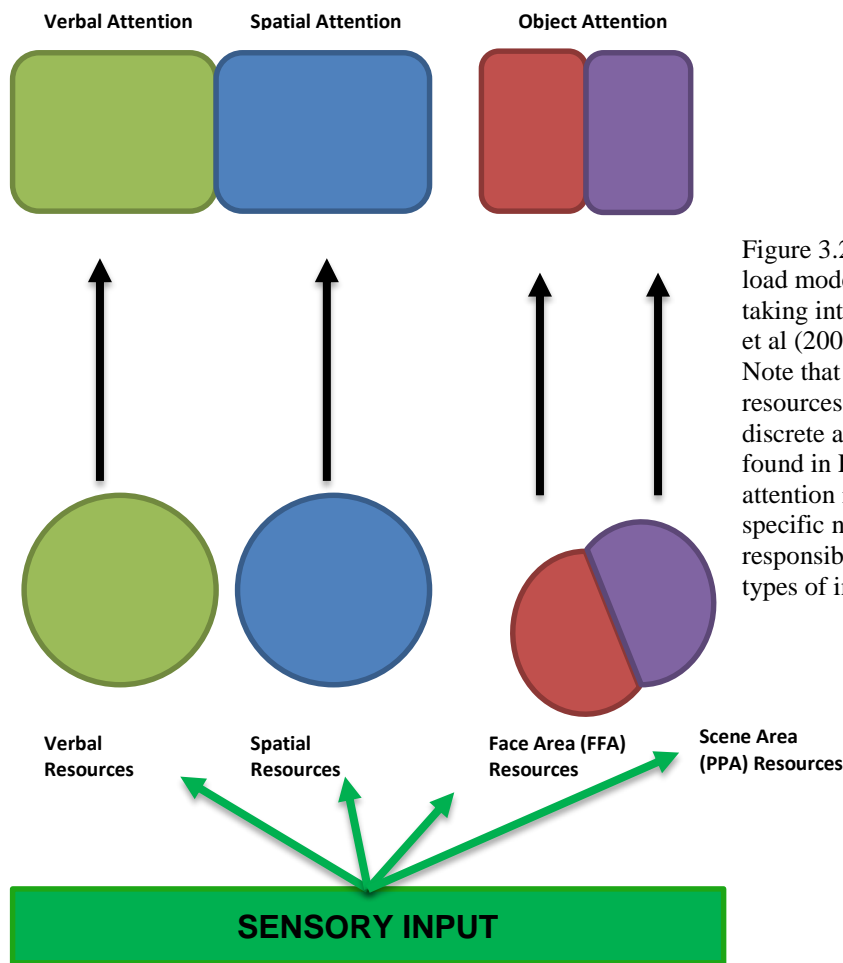 Verbal Attention
Spatial Attention
Object Attention
Figure 3.2
load mode
taking int
et al (200
Note that
resources
discrete a
found in
attention
specific
responsib
types of i
Verbal
Resources
Spatial
Resources
Face Area (FFA)
Resources
Scene Area
(PPA) Resources
SENSORY INPUT